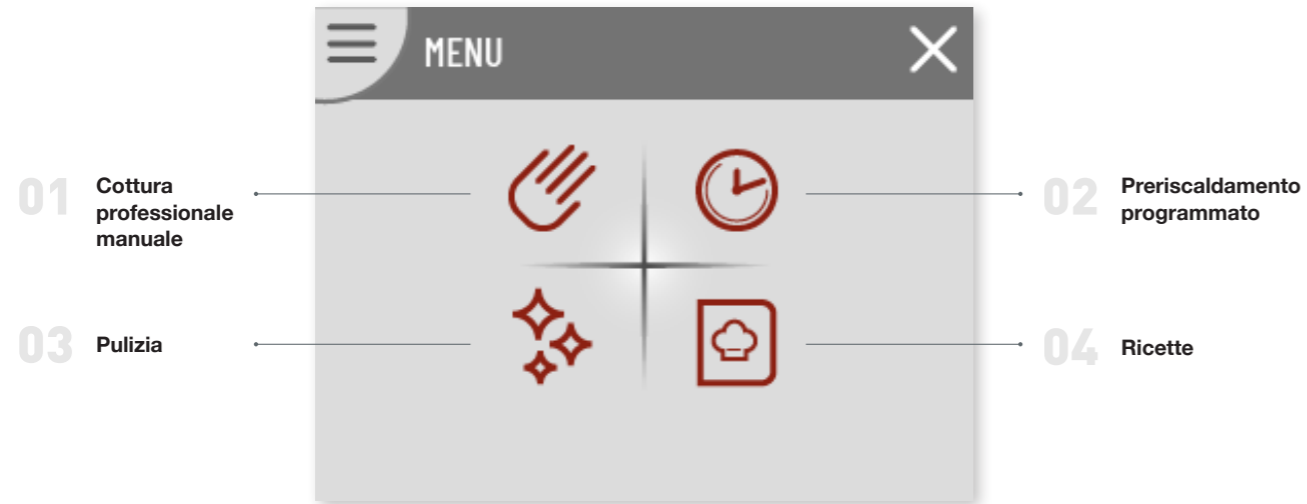 MENU
01
Cottura
professionale
manuale
02
Preriscaldamento
programmato
03
Pulizia
04
Ricette